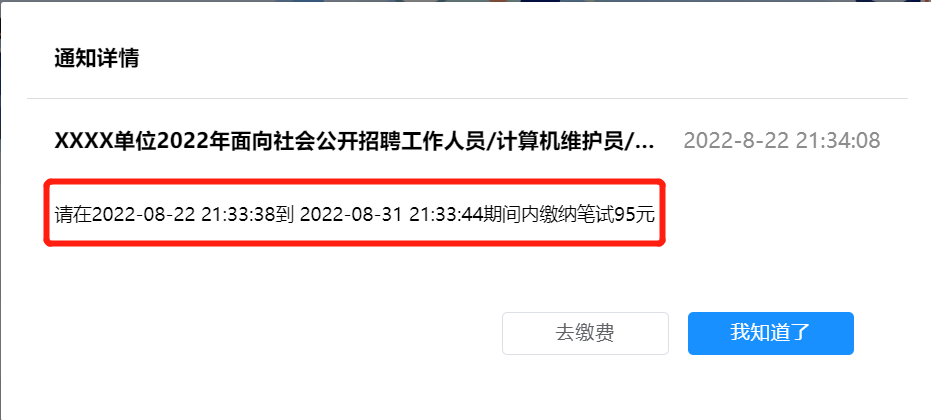 通知详情
XXXX单位2022年面向社会公开招聘工作人员/计算机维护员/... 2022-8-22 21:34:08
请在2022-08-22 21:33:38到 2022-08-31 21:33:44期间内缴纳笔试95元
去缴费 我知道了